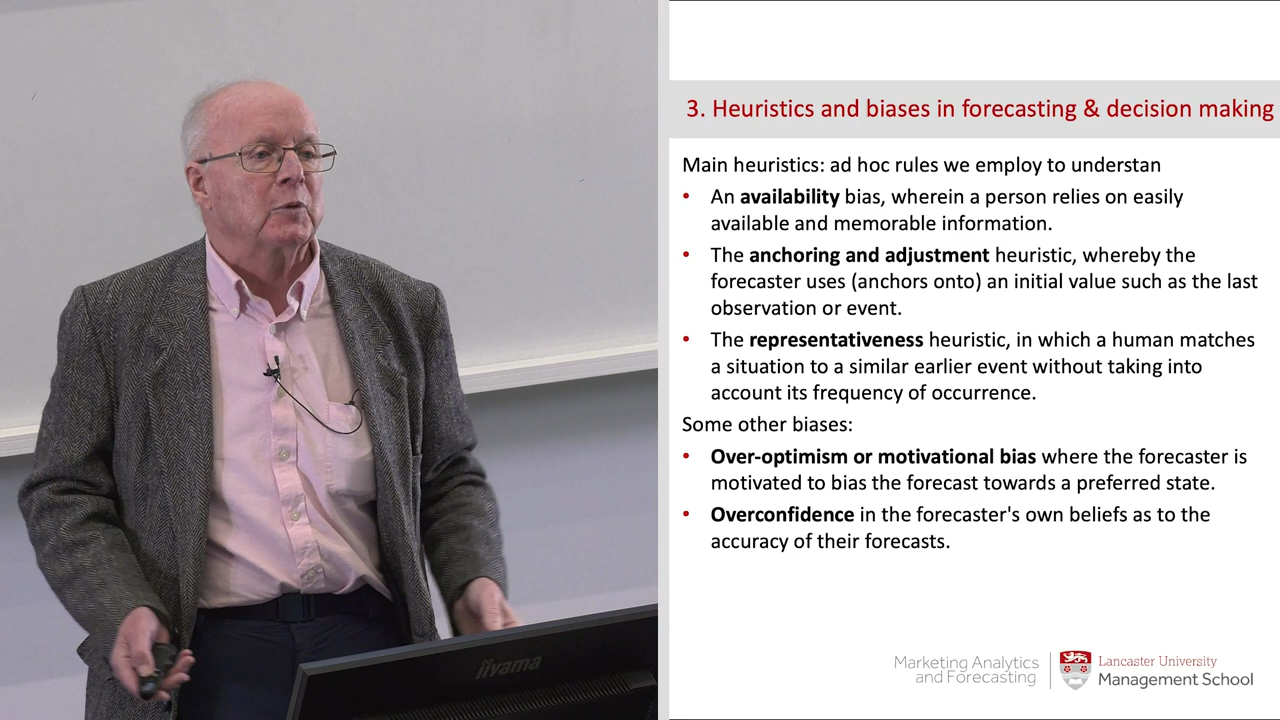 3. Heuristics and biases in forecasting & decision making
Main heuristics: ad hoc rules we employ to understan
• An availability bias, wherein a person relies on easily
available and memorable information.
• The anchoring and adjustment heuristic, whereby the
forecaster uses (anchors onto) an initial value such as the last
observation or event.
• The representativeness heuristic, in which a human matches
a situation to a similar earlier event without taking into
account its frequency of occurrence.
Some other biases:
• Over-optimism or motivational bias where the forecaster is
motivated to bias the forecast towards a preferred state.
• Overconfidence in the forecaster's own beliefs as to the
accuracy of their forecasts.
iiyama
Marketing Analytics
and Forecasting
Lancaster University
Management School